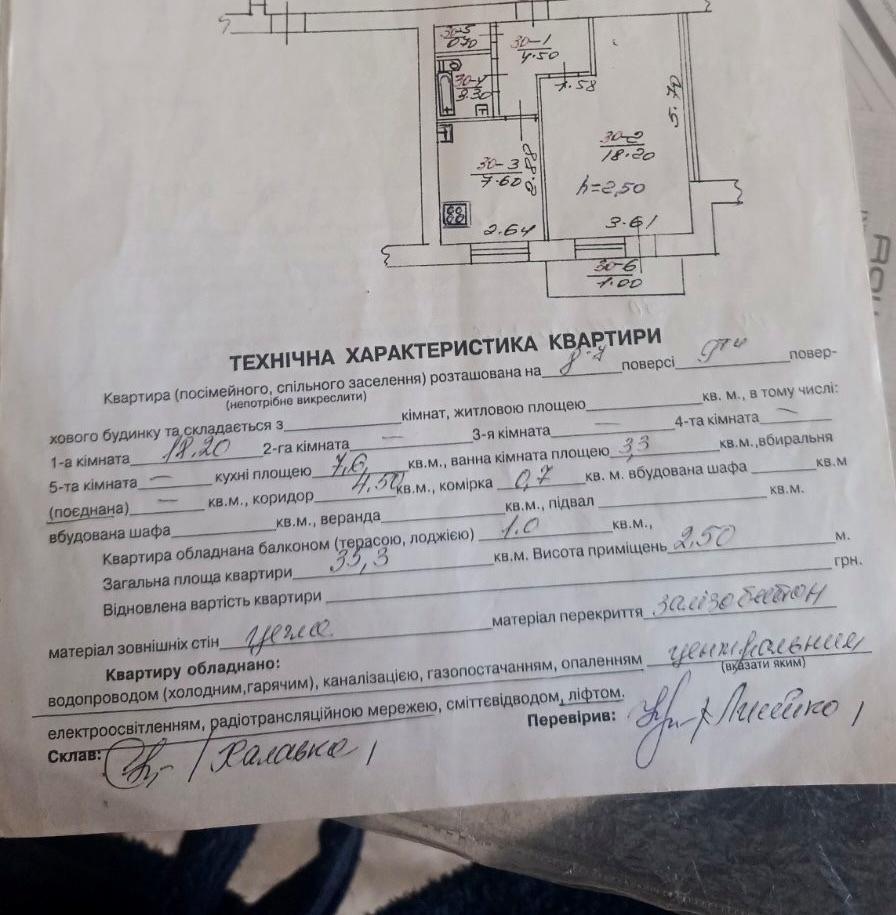 30-5
0.70
30-1
4.50
30-4
3.30
1.58
5.70
30-2
18.20
30-3
7.60
2.88
h=2,50
2.64
3.61
30-6
1.00
ТЕХНІЧНА ХАРАКТЕРИСТИКА КВАРТИРИ
Квартира (посімейного, спільного заселення) розташована на 8-й поверсі 9ти повер-
(непотрібне викреслити)
хового будинку та складається з кімнат, житловою площею кв. м., в тому числі:
1-а кімната 18.20 2-га кімната — 3-я кімната — 4-та кімната —
5-та кімната — кухні площею 7,6 кв.м., ванна кімната площею 3,3 кв.м.,вбиральня
(поєднана) — кв.м., коридор 4,50 кв.м., комірка 0,7 кв. м. вбудована шафа кв.м
вбудована шафа кв.м., веранда кв.м., підвал кв.м.
Квартира обладнана балконом (терасою, лоджією) 1.0 кв.м.,
Загальна площа квартири 35,3 кв.м. Висота приміщень 2,50 м.
Відновлена вартість квартири грн.
матеріал зовнішніх стін цегла матеріал перекриття залізобетон
Квартиру обладнано:
водопроводом (холодним,гарячим), каналізацією, газопостачанням, опаленням центральним
(вказати яким)
електроосвітленням, радіотрансляційною мережею, сміттєвідводом, ліфтом.
Склав: / Халавка / Перевірив: